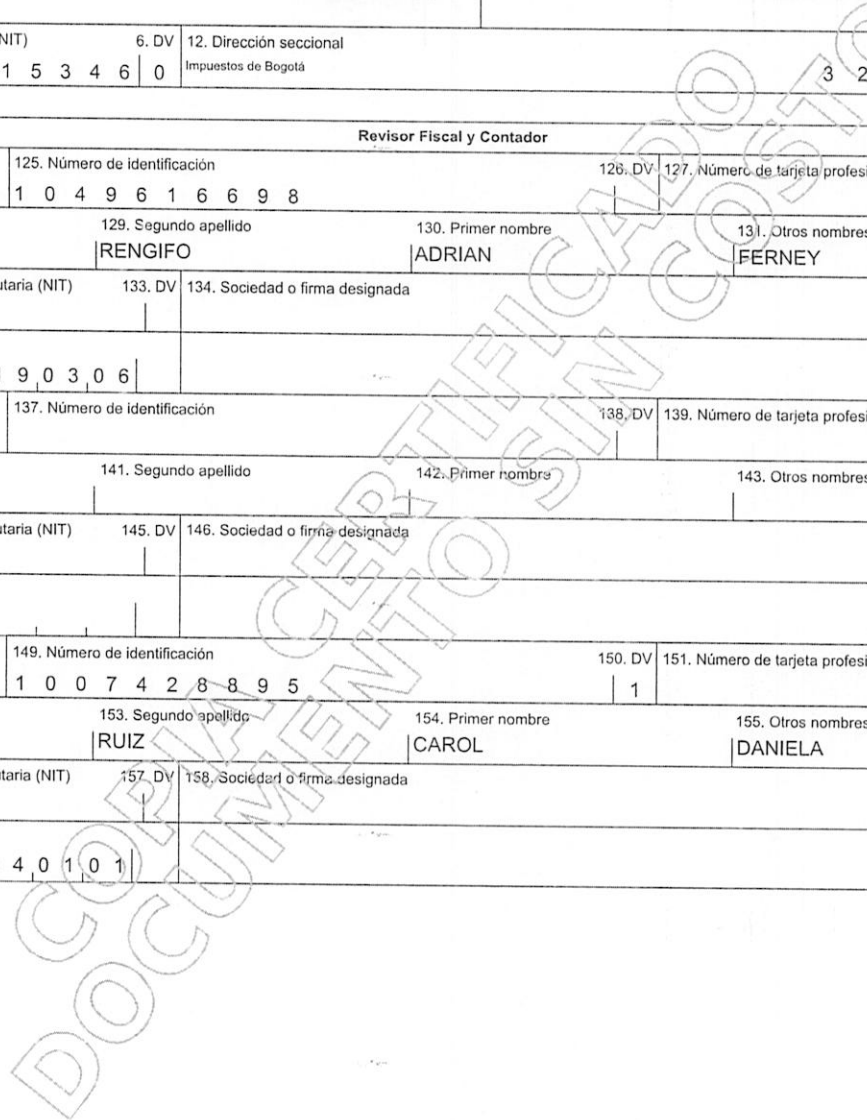 NIT) 6. DV 12. Dirección seccional
1 5 3 4 6 0 Impuestos de Bogotá 3 2
Revisor Fiscal y Contador
125. Número de identificación 126. DV 127. Número de tarjeta profesi
1 0 4 9 6 1 6 6 9 8
129. Segundo apellido 130. Primer nombre 131. Otros nombres
RENGIFO ADRIAN FERNEY
utaria (NIT) 133. DV 134. Sociedad o firma designada
9 0 3 0 6
137. Número de identificación 138. DV 139. Número de tarjeta profesi
141. Segundo apellido 142. Primer nombre 143. Otros nombres
utaria (NIT) 145. DV 146. Sociedad o firma designada
149. Número de identificación 150. DV 151. Número de tarjeta profesi
1 0 0 7 4 2 8 8 9 5 1
153. Segundo apellido 154. Primer nombre 155. Otros nombres
RUIZ CAROL DANIELA
utaria (NIT) 157. DV 158. Sociedad o firma designada
4 0 1 0 1
COPIA CERTIFICADO
DOCUMENTO SIN COSTO